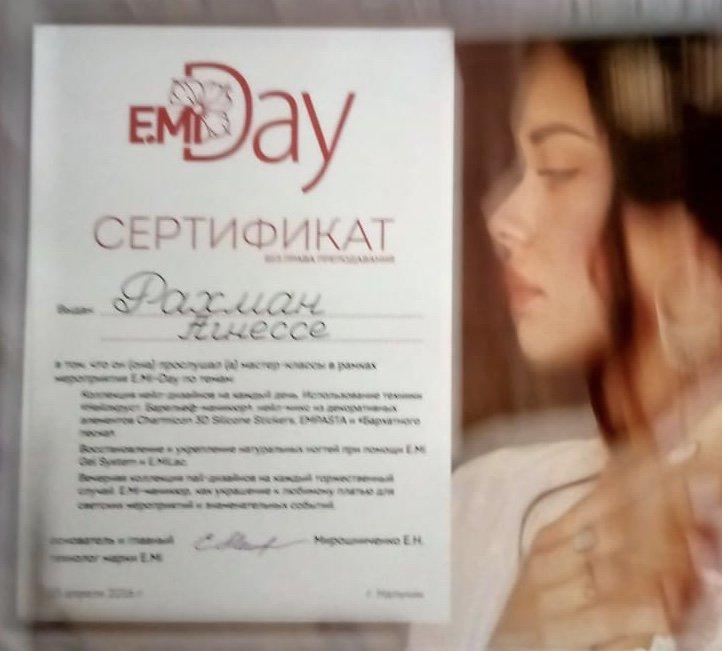 E.Mi Day
СЕРТИФИКАТ
БЕЗ ПРАВА ПРЕПОДАВАНИЯ
Выдан Рахман
Агнессе
в том, что он (она) прослушал (а) мастер-классы в рамках
мероприятия E.Mi-Day по темам:
Коллекция нейл-дизайнов на каждый день. Использование техники
Барельеф-маникюр, нейл-микс из декоративных
элементов Charmicon 3D Silicone Stickers, EMPASTA и «Бархатного
песка».
Восстановление и укрепление натуральных ногтей при помощи E.Mi
Gel System и E.MiLac.
Вечерняя коллекция дизайнов на каждый торжественный
случай. E.Mi-маникюр, как украшение к любимому платью для
светских мероприятий и знаменательных событий.
основатель и главный Мирошниченко Е.Н.
технолог марки E.Mi
апреля 2016 г. г. Нальчик